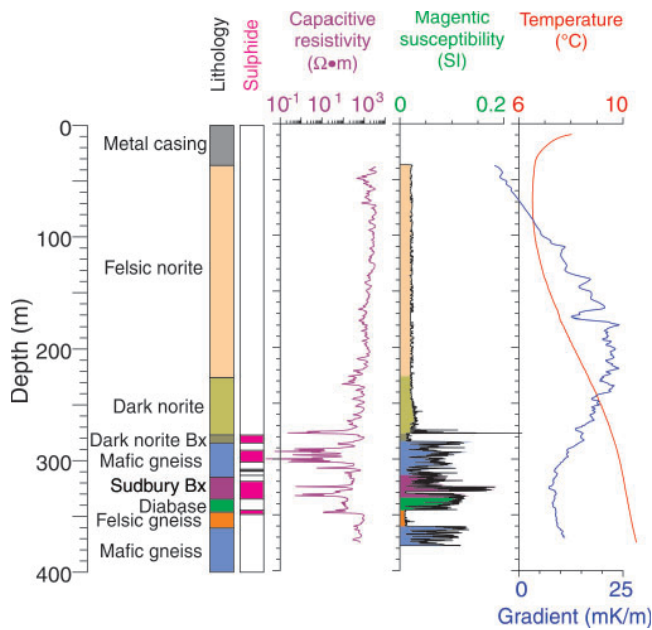 Lithology
Sulphide
Capacitive
resistivity
(Ω•m)
Magentic
susceptibility
(SI)
Temperature
(°C)
10⁻¹ 10¹ 10³
0 0.2
6 10
Depth (m)
0
100
200
300
400
Metal casing
Felsic norite
Dark norite
Dark norite Bx
Mafic gneiss
Sudbury Bx
Diabase
Felsic gneiss
Mafic gneiss
0 25
Gradient (mK/m)